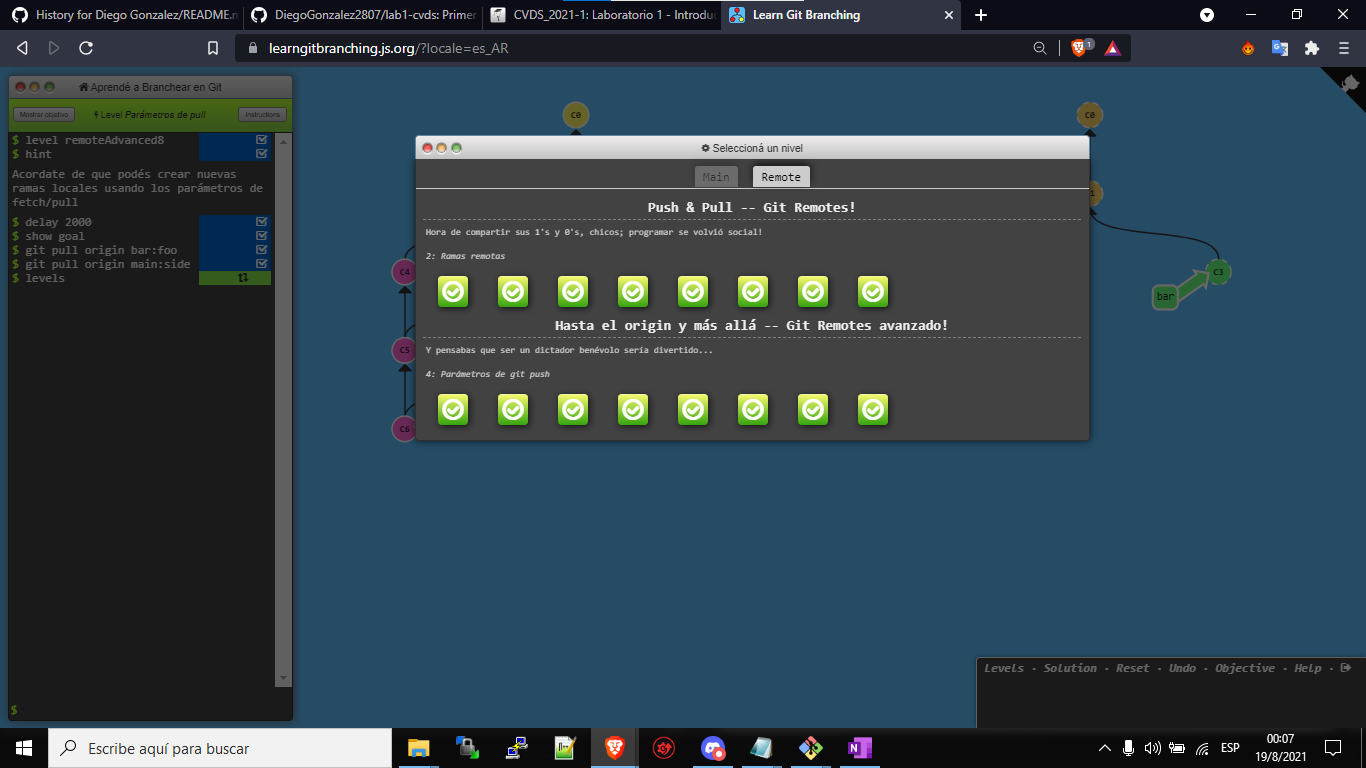 History for Diego Gonzalez/README.m
DiegoGonzalez2807/lab1-cvds: Primer
CVDS_2021-1: Laboratorio 1 - Introduc
Learn Git Branching
learngitbranching.js.org/?locale=es_AR
1
Aprendé a Branchear en Git
Mostrar objetivo
Level Parámetros de pull
Instructions
$ level remoteAdvanced8
$ hint
Acordate de que podés crear nuevas
ramas locales usando los parámetros de
fetch/pull
$ delay 2000
$ show goal
$ git pull origin bar:foo
$ git pull origin main:side
$ levels
$
C0
C4
C5
C6
Seleccioná un nivel
Main
Remote
Push & Pull -- Git Remotes!
Hora de compartir sus 1's y 0's, chicos; programar se volvió social!
2: Ramas remotas
Hasta el origin y más allá -- Git Remotes avanzado!
Y pensabas que ser un dictador benévolo sería divertido...
4: Parámetros de git push
C0
1
C3
bar
Levels - Solution - Reset - Undo - Objective - Help -
Escribe aquí para buscar
ESP
00:07
19/8/2021